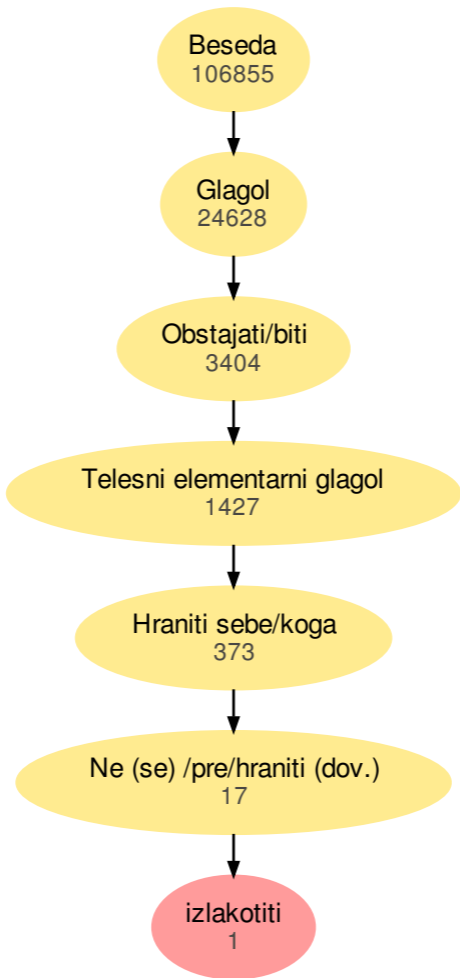 Beseda
106855
Glagol
24628
Obstajati/biti
3404
Telesni elementarni glagol
1427
Hraniti sebe/koga
373
Ne (se) /pre/hraniti (dov.)
17
izlakotiti
1